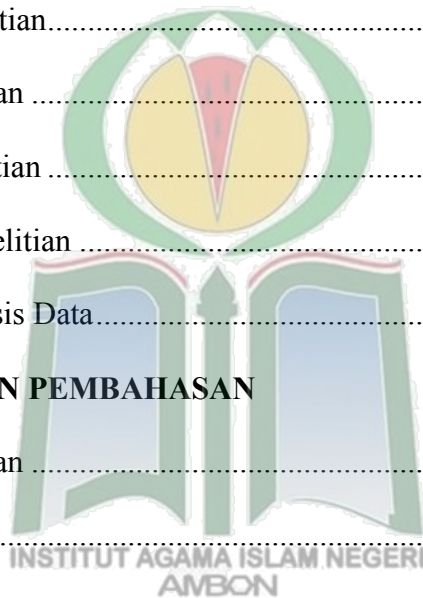 tian..............................................
an ..............................................
tian ..............................................
elitian ..............................................
sis Data..............................................
N PEMBAHASAN
an ..............................................
..............................................
INSTITUT AGAMA ISLAM NEGERI
AMBON